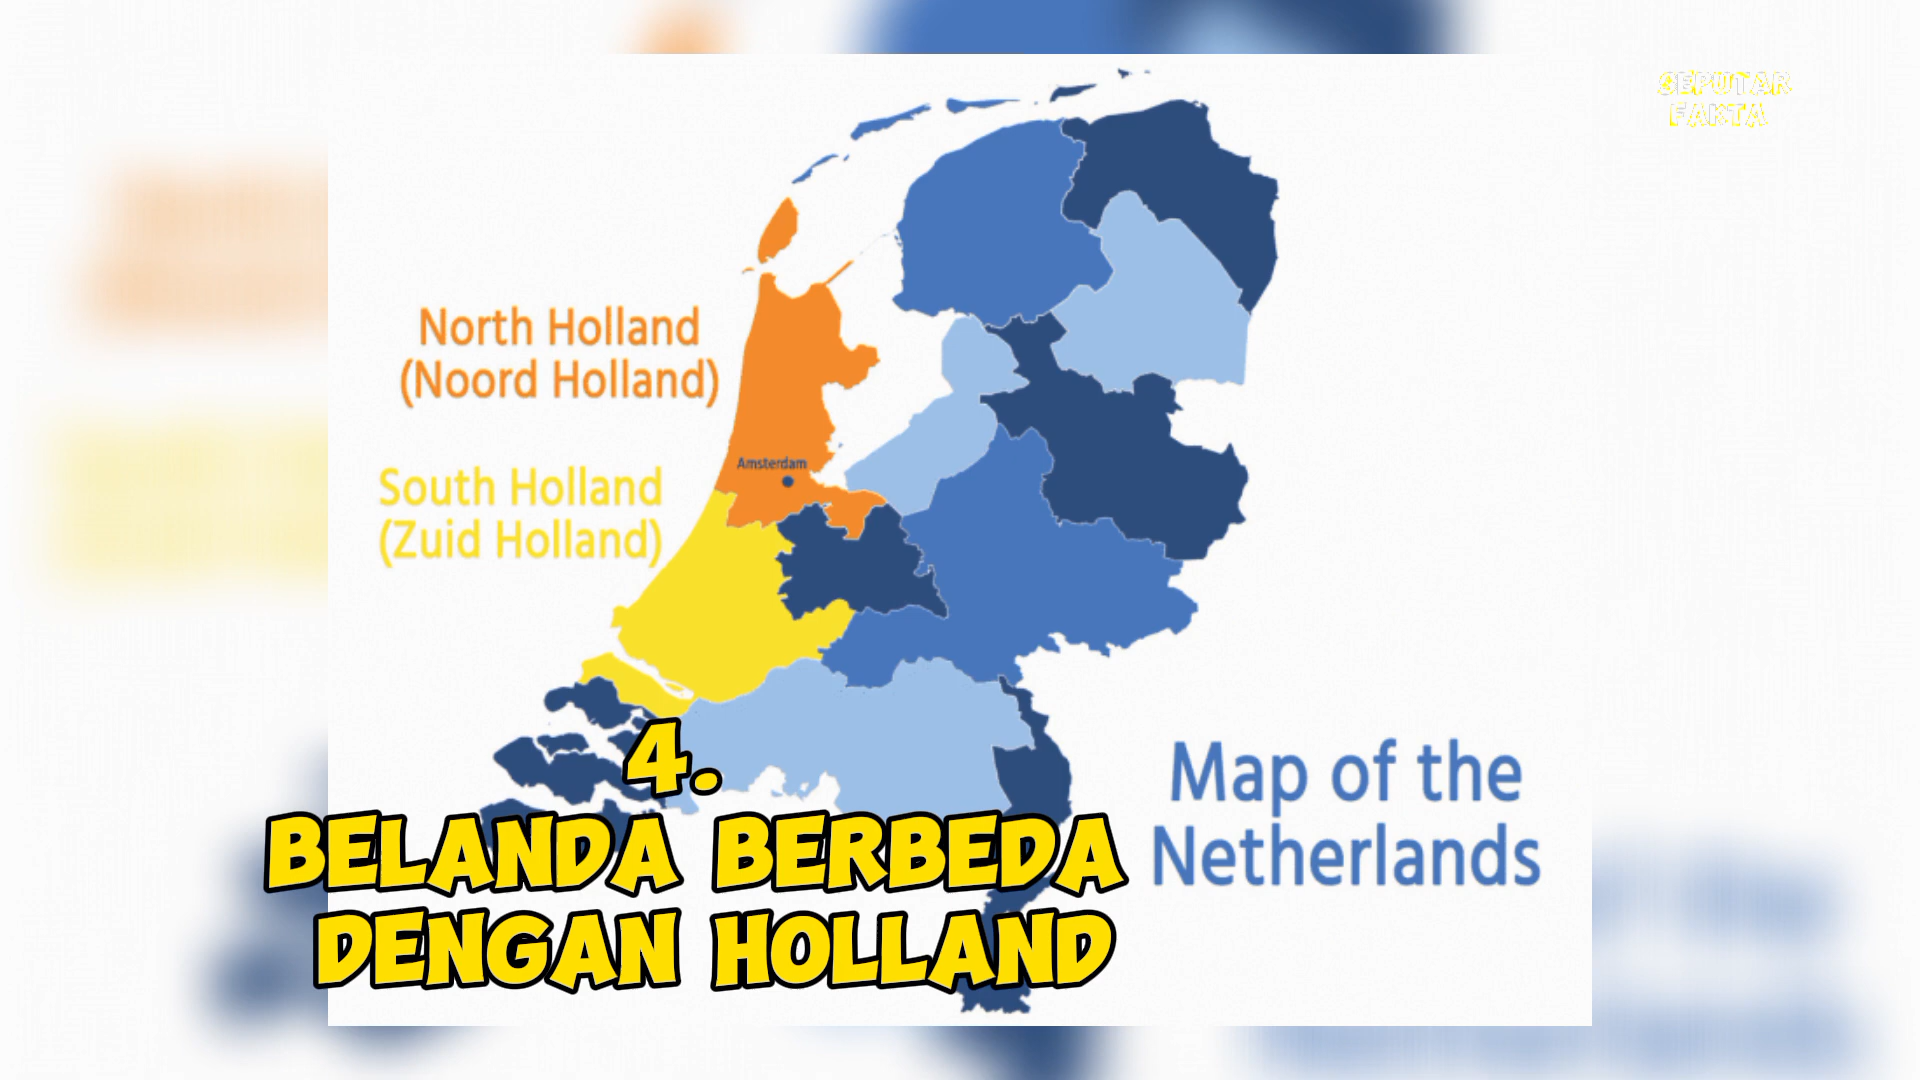 SEPUTAR
FAKTA
North Holland
(Noord Holland)
Amsterdam
South Holland
(Zuid Holland)
Map of the
Netherlands
4.
BELANDA BERBEDA
DENGAN HOLLAND